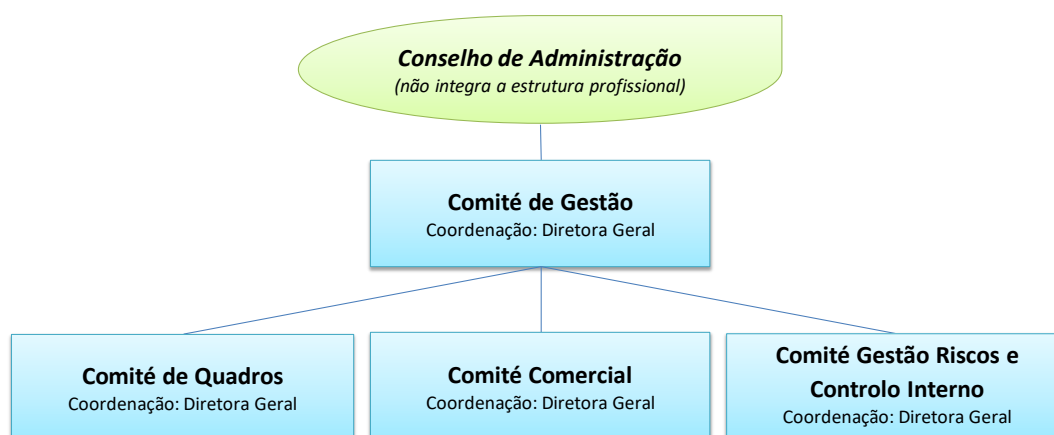 Conselho de Administração
(não integra a estrutura profissional)
Comité de Gestão
Coordenação: Diretora Geral
Comité de Quadros
Coordenação: Diretora Geral
Comité Comercial
Coordenação: Diretora Geral
Comité Gestão Riscos e
Controlo Interno
Coordenação: Diretora Geral